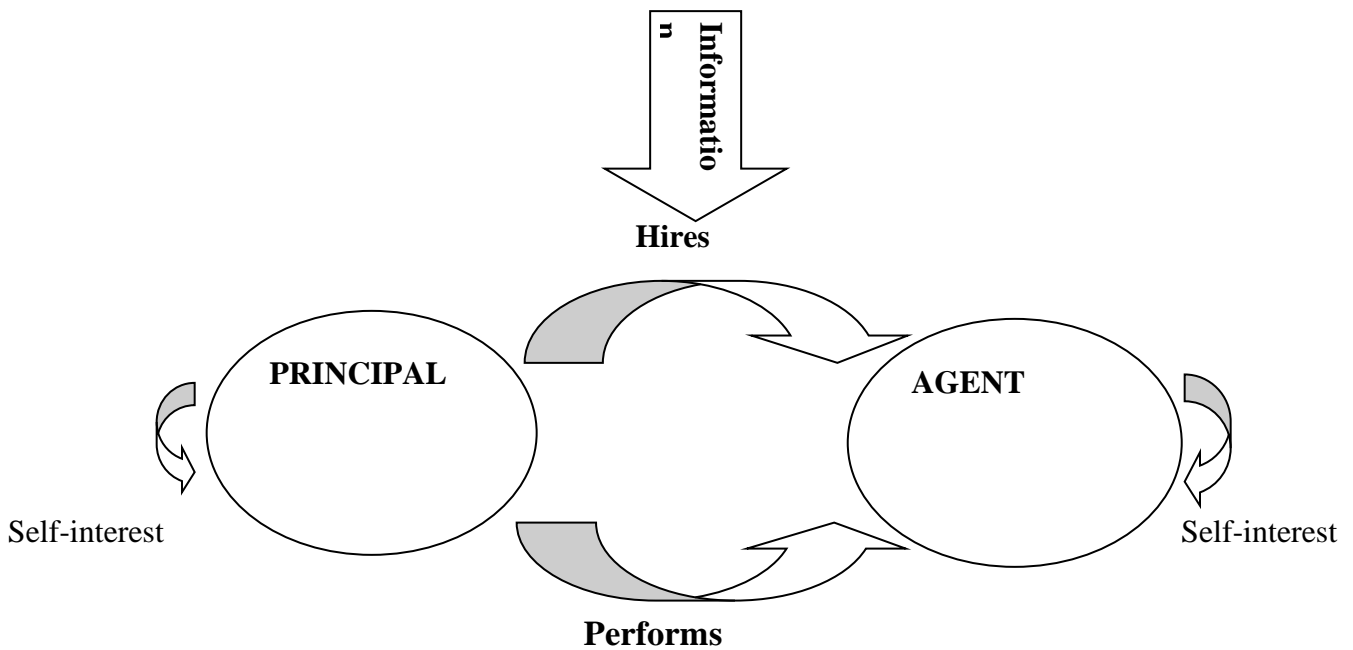 Informatio
n
Hires
PRINCIPAL
AGENT
Self-interest
Self-interest
Performs